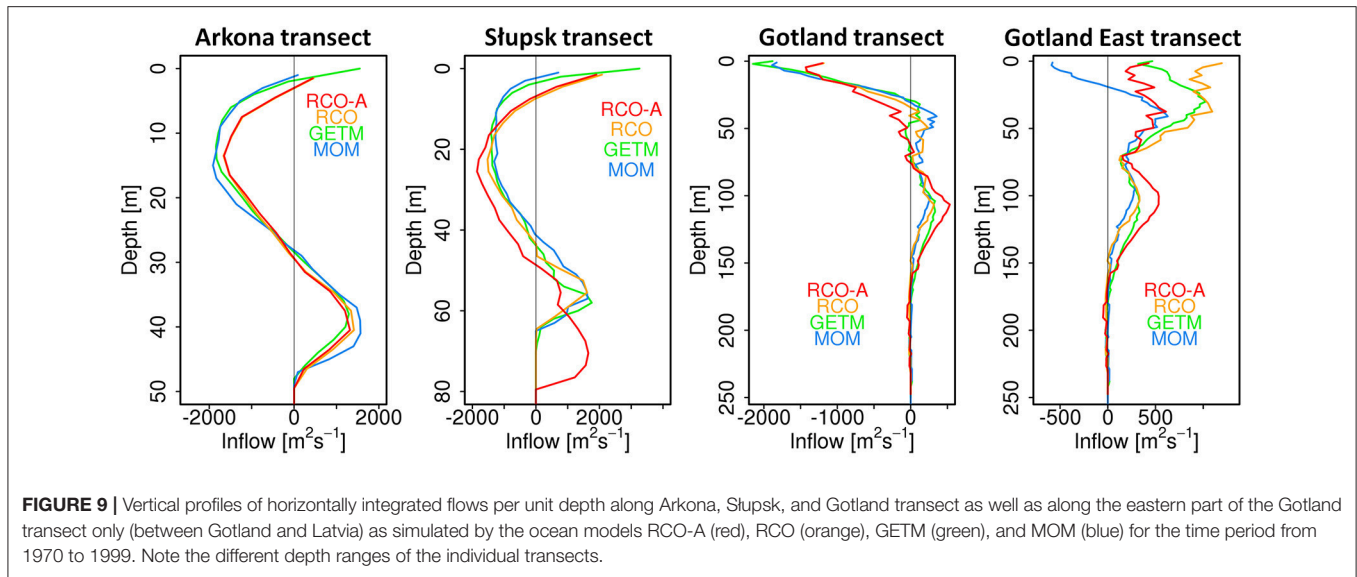 Arkona transect
Słupsk transect
Gotland transect
Gotland East transect
Depth [m]
0
10
20
30
40
50
RCO-A
RCO
GETM
MOM
-2000 0 1000 2000
Inflow [m²s⁻¹]
Depth [m]
0
20
40
60
80
RCO-A
RCO
GETM
MOM
-2000 0 2000
Inflow [m²s⁻¹]
Depth [m]
0
50
100
150
200
250
RCO-A
RCO
GETM
MOM
-2000 -1000 0
Inflow [m²s⁻¹]
Depth [m]
0
50
100
150
200
250
RCO-A
RCO
GETM
MOM
-500 0 500
Inflow [m²s⁻¹]
FIGURE 9 | Vertical profiles of horizontally integrated flows per unit depth along Arkona, Słupsk, and Gotland transect as well as along the eastern part of the Gotland
transect only (between Gotland and Latvia) as simulated by the ocean models RCO-A (red), RCO (orange), GETM (green), and MOM (blue) for the time period from
1970 to 1999. Note the different depth ranges of the individual transects.